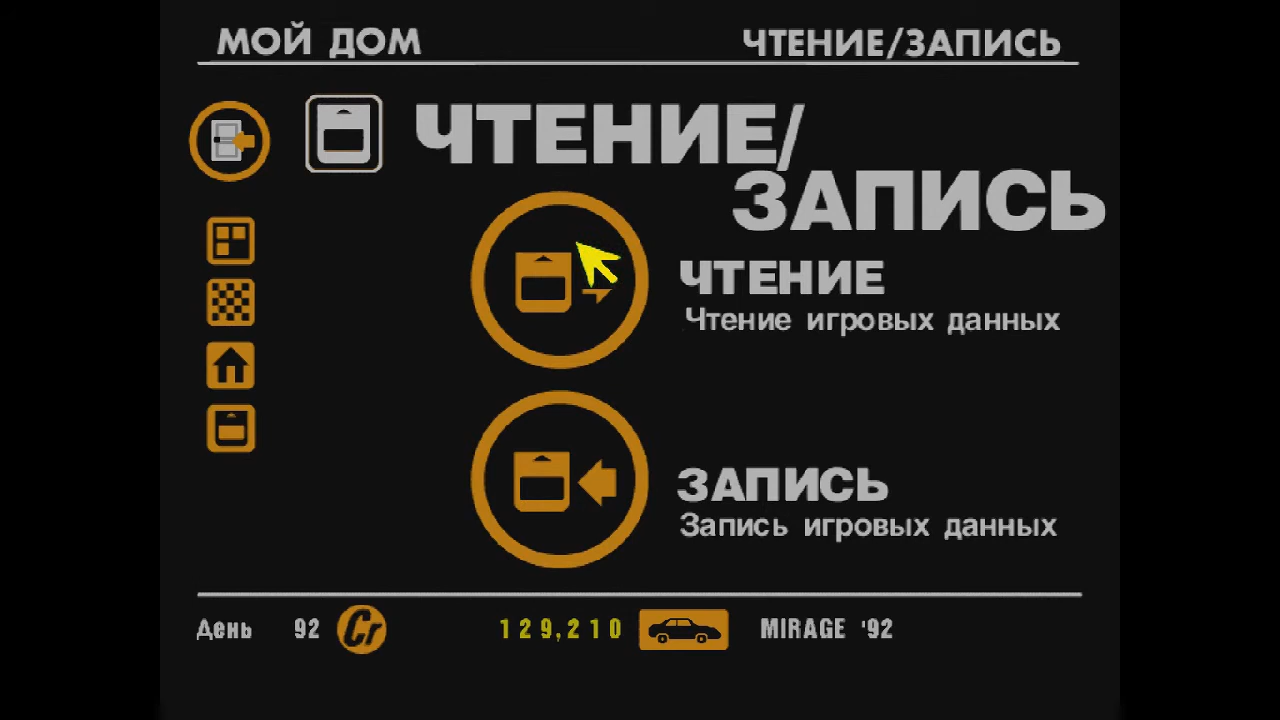 МОЙ ДОМ
ЧТЕНИЕ/ЗАПИСЬ
ЧТЕНИЕ/
ЗАПИСЬ
ЧТЕНИЕ
Чтение игровых данных
ЗАПИСЬ
Запись игровых данных
День 92 Cr 129,210 MIRAGE '92